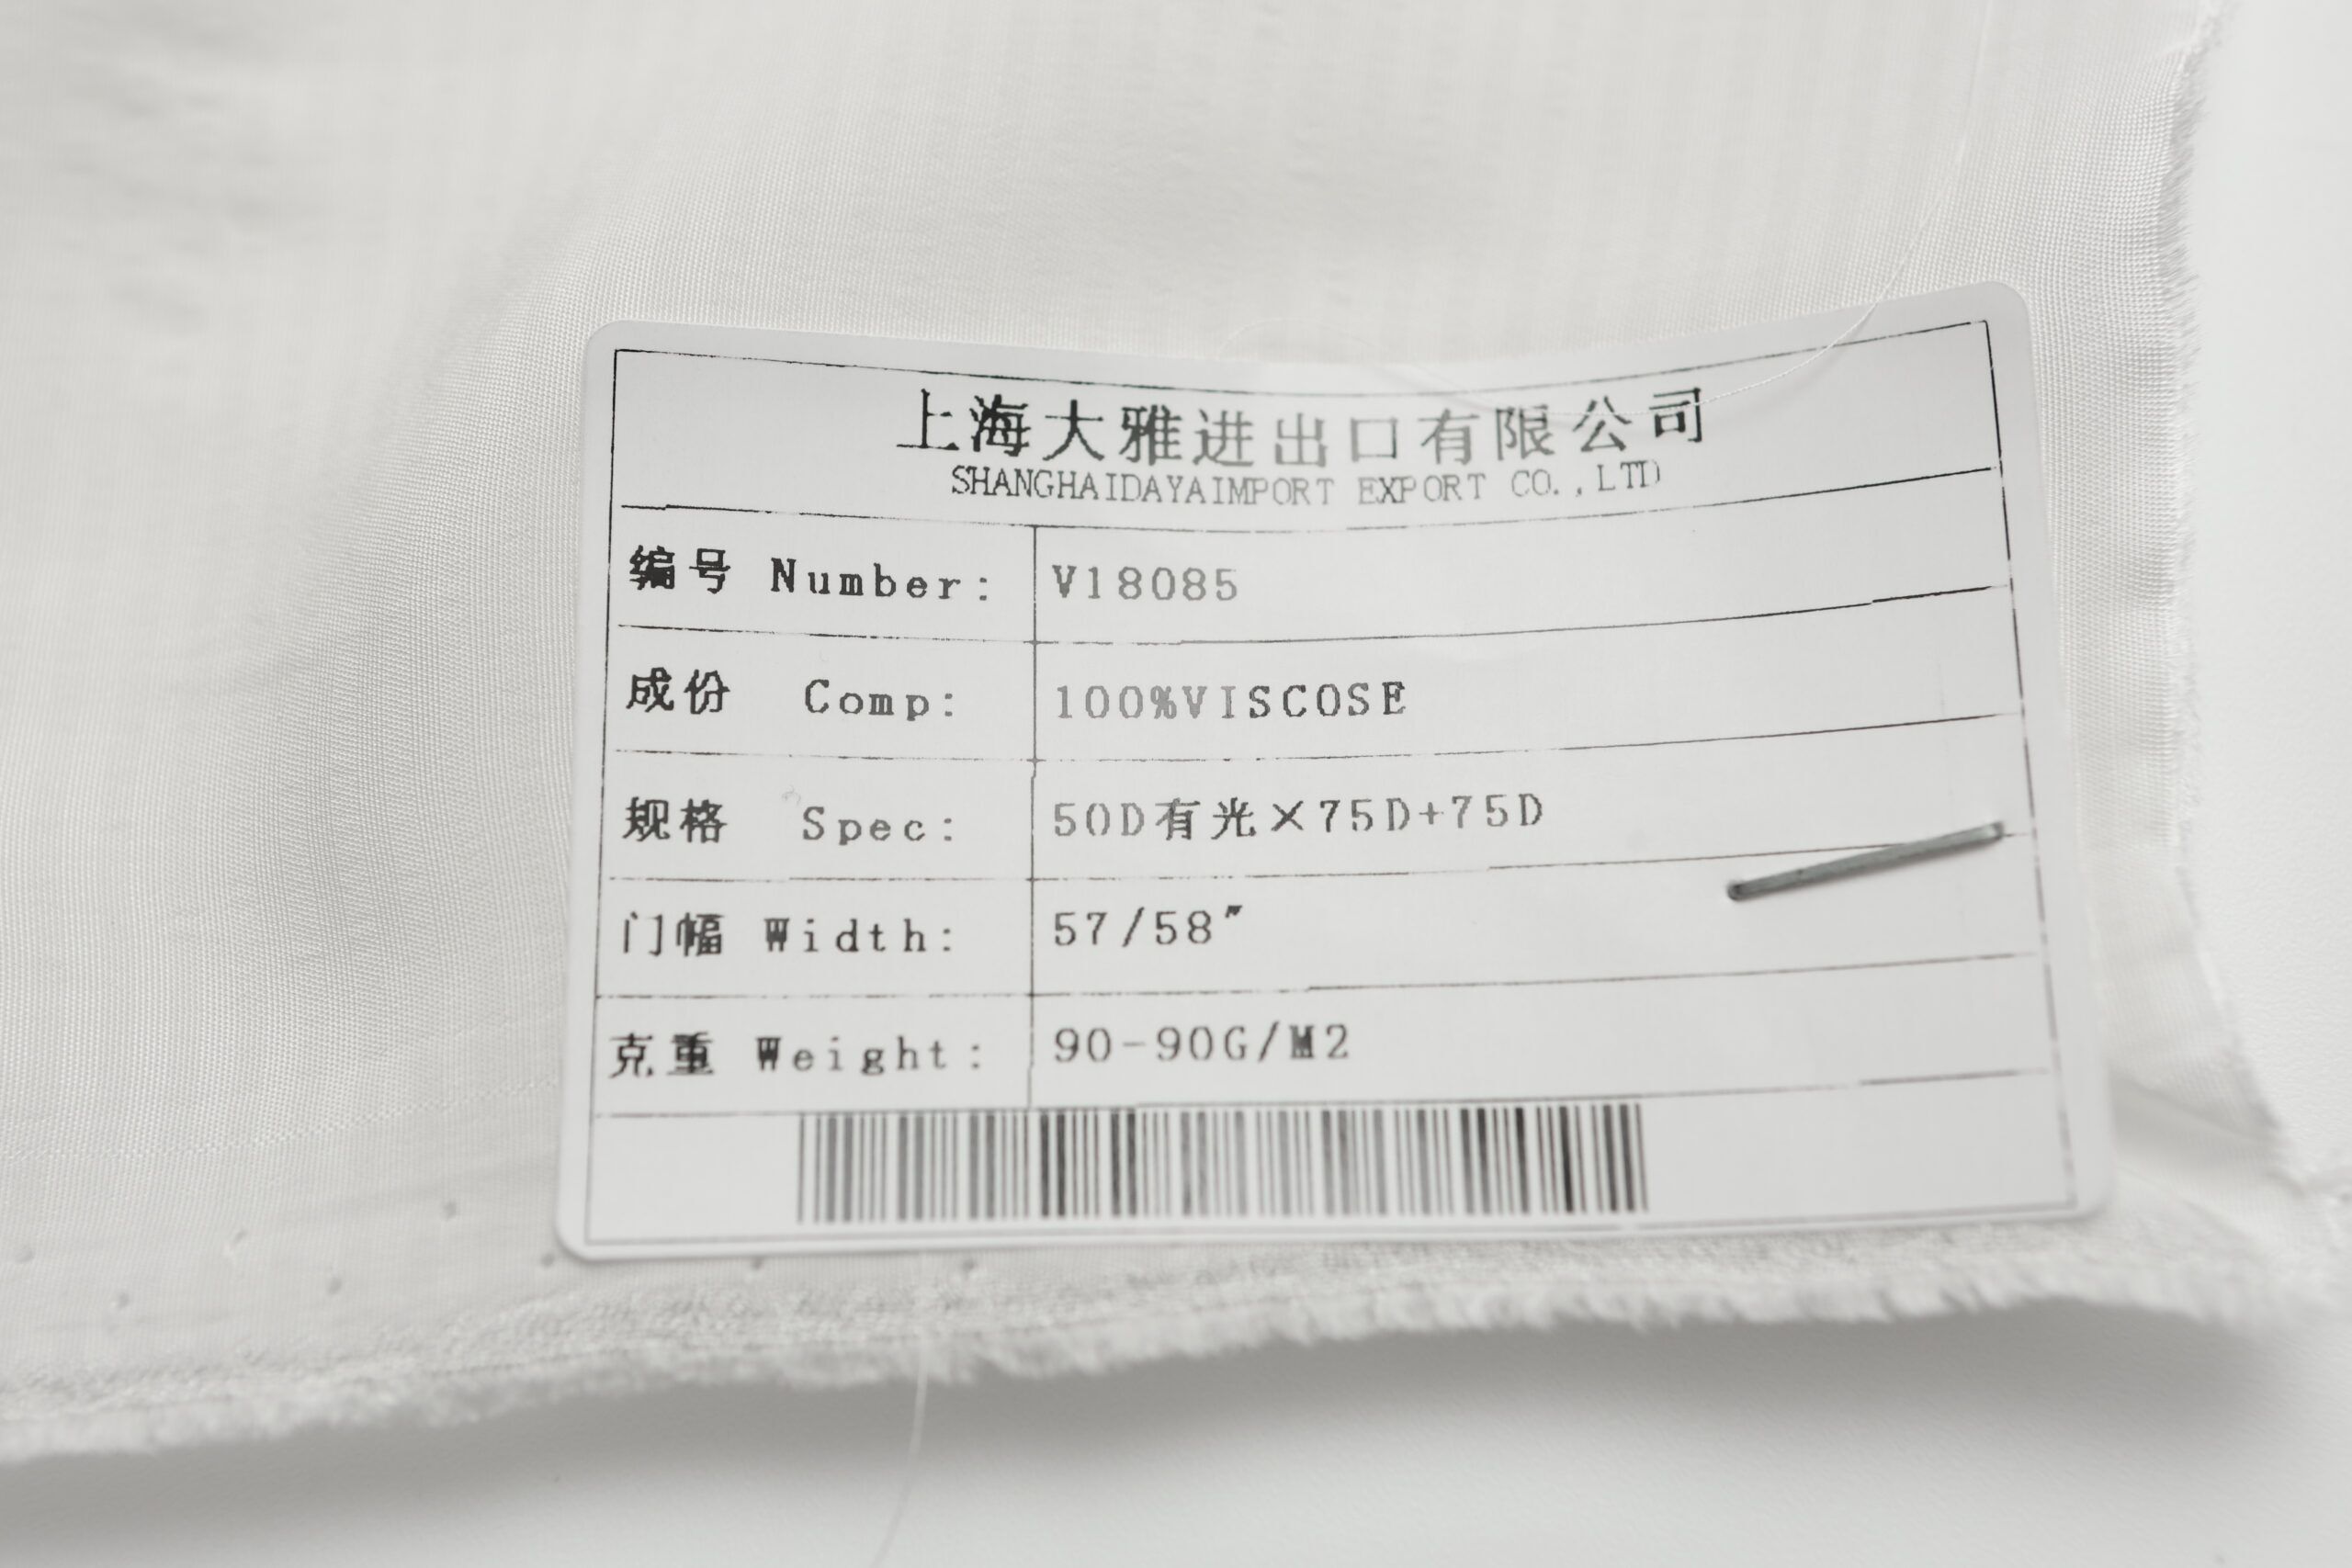 上海大雅进出口有限公司
SHANGHAIDAYAIMPORT EXPORT CO.,LTD
编号 Number: V18085
成份 Comp: 100%VISCOSE
规格 Spec: 50D有光×75D+75D
门幅 Width: 57/58"
克重 Weight: 90-90G/M2